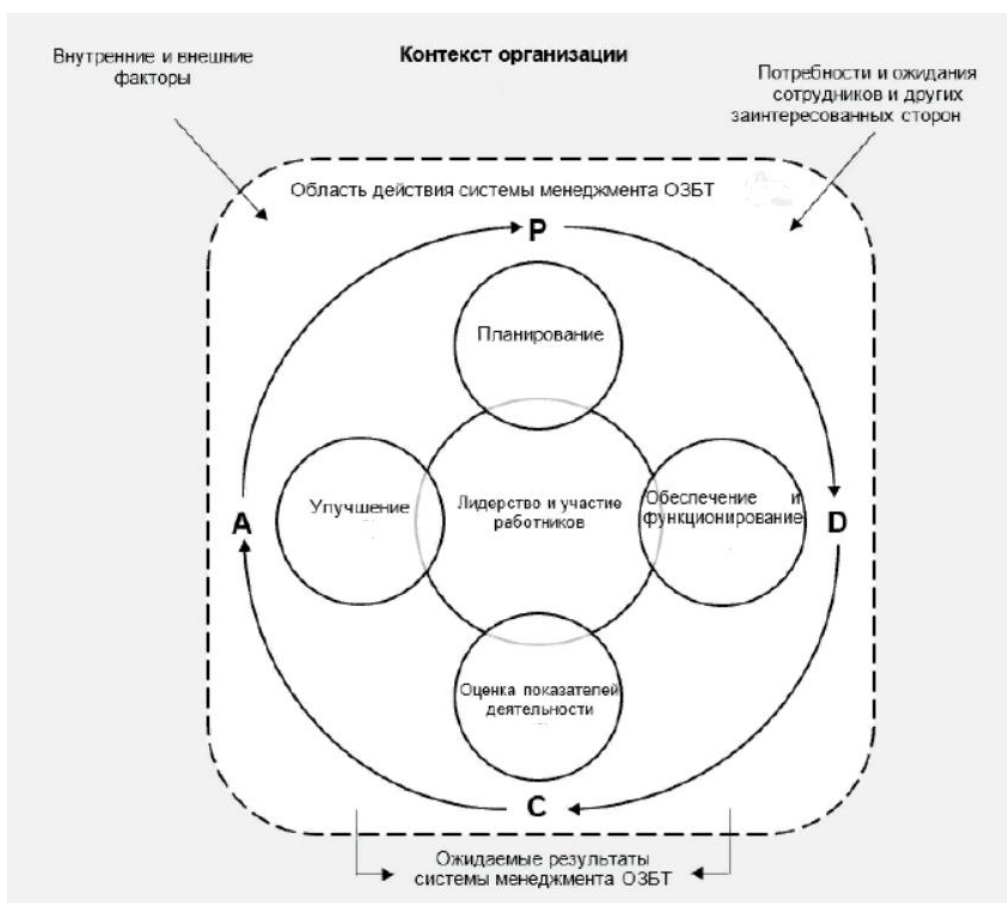 Внутренние и внешние
факторы
Контекст организации
Потребности и ожидания
сотрудников и других
заинтересованных сторон
Область действия системы менеджмента ОЗБТ
P
Планирование
Улучшение
Лидерство и участие
работников
Обеспечение и
функционирование
A
D
Оценка показателей
деятельности
C
Ожидаемые результаты
системы менеджмента ОЗБТ